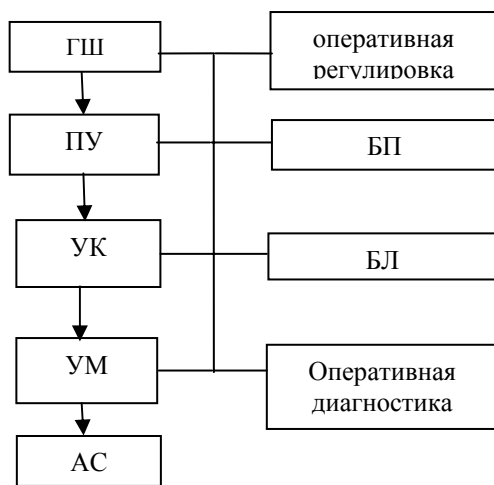 ГШ
оперативная
регулировка
ПУ
БП
УК
БЛ
УМ
Оперативная
диагностика
АС